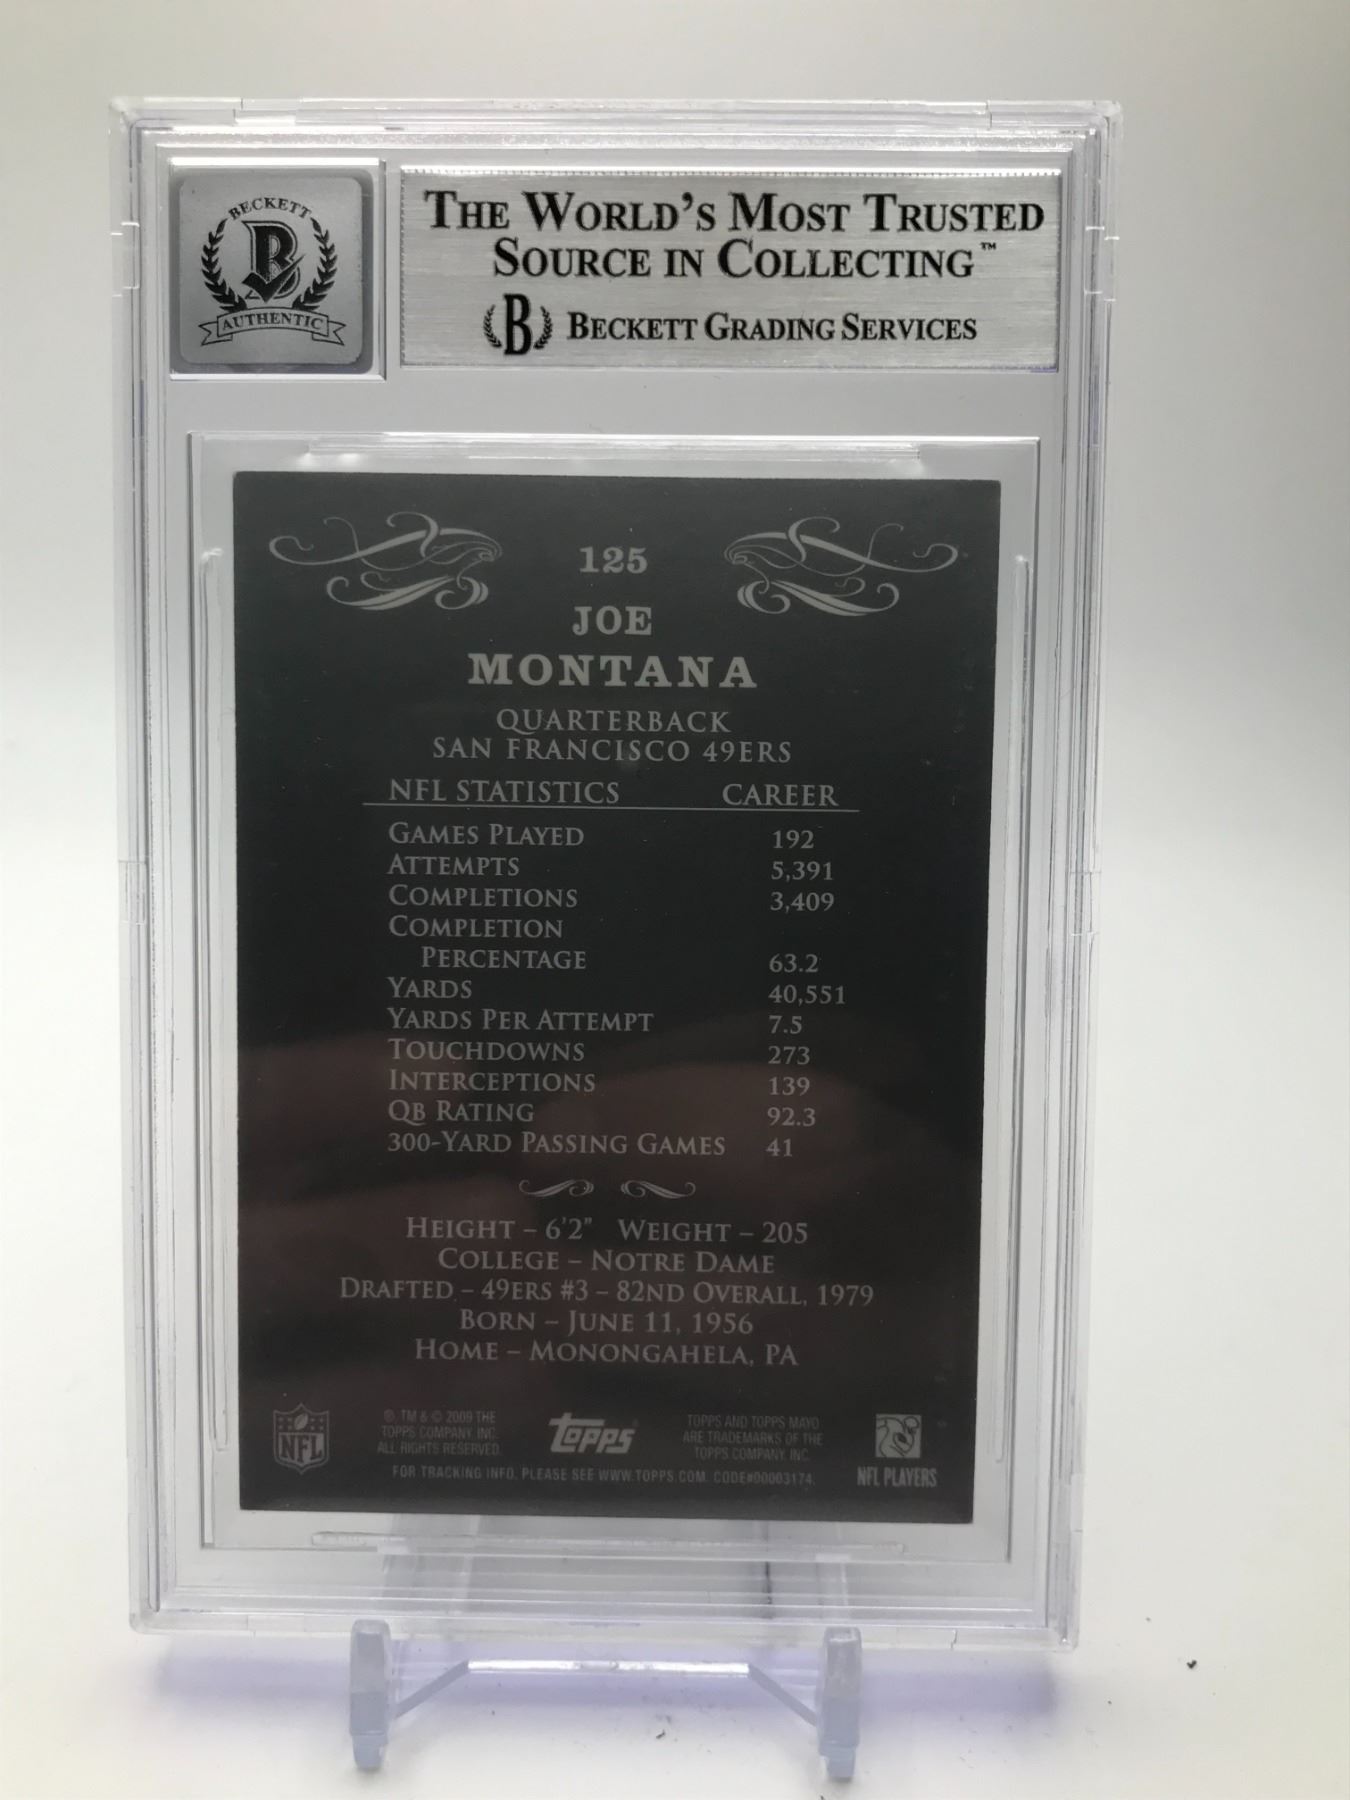 BECKETT
B
AUTHENTIC
THE WORLD'S MOST TRUSTED
SOURCE IN COLLECTING™
B BECKETT GRADING SERVICES
125
JOE
MONTANA
QUARTERBACK
SAN FRANCISCO 49ERS
NFL STATISTICS CAREER
GAMES PLAYED 192
ATTEMPTS 5,391
COMPLETIONS 3,409
COMPLETION
PERCENTAGE 63.2
YARDS 40,551
YARDS PER ATTEMPT 7.5
TOUCHDOWNS 273
INTERCEPTIONS 139
QB RATING 92.3
300-YARD PASSING GAMES 41
HEIGHT – 6'2" WEIGHT – 205
COLLEGE – NOTRE DAME
DRAFTED – 49ERS #3 – 82ND OVERALL, 1979
BORN – JUNE 11, 1956
HOME – MONONGAHELA, PA
NFL
®, TM & © 2009 THE
TOPPS COMPANY, INC.
ALL RIGHTS RESERVED.
TOPPS®
TOPPS AND TOPPS MAYO
ARE TRADEMARKS OF THE
TOPPS COMPANY, INC.
NFL PLAYERS
FOR TRACKING INFO, PLEASE SEE WWW.TOPPS.COM. CODE#00003174.